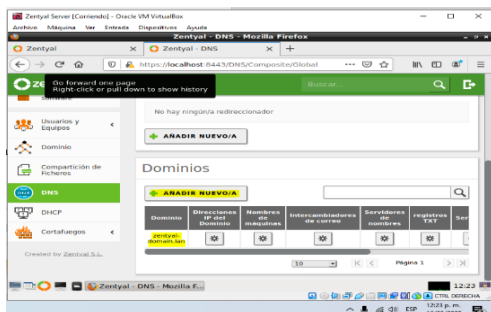 Zentyal Server [Corriendo] - Oracle VM VirtualBox
Archivo Máquina Ver Entrada Dispositivos Ayuda
Zentyal - DNS - Mozilla Firefox
Zentyal
Zentyal - DNS
https://localhost:8443/DNS/Composite/Global
Go forward one page
Right-click or pull down to show history
Buscar...
No hay ningún/a redireccionador
AÑADIR NUEVO/A
Usuarios y Equipos
Dominio
Compartición de Ficheros
DNS
DHCP
Cortafuegos
Created by Zentyal S.L.
Dominios
AÑADIR NUEVO/A
Dominio
Direcciones IP del Dominio
Nombres de máquinas
Intercambiadores de correo
Servidores de nombres
registros TXT
Ser
zentyal-domain.lan
10
Página 1
Zentyal - DNS - Mozilla F...
12:23
CTRL DERECHA
ESP
12:23 p. m.